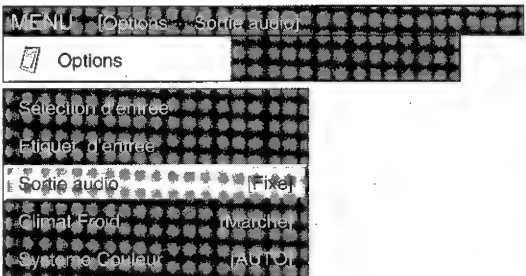 MENU [Options ... Sortie audio]
Options
Sélection d'entrée
Etiquet. d'entrée
Sortie audio [Fixe]
Climat Froid [Marche]
Système Couleur [AUTO]